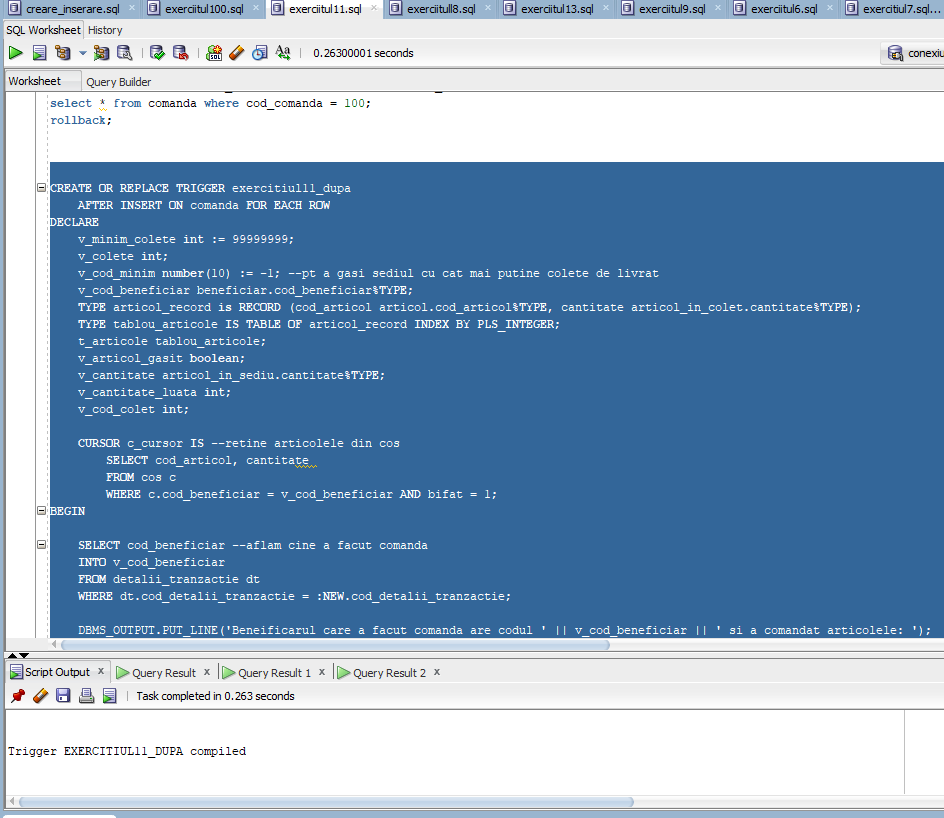 creare_inserare.sql exerciitul100.sql exerciitul11.sql exerciitull8.sql exerciitul13.sql exerciitul9.sql exerciitul6.sql exerciitul7.sql...
SQL Worksheet History
0.26300001 seconds conexiu
Worksheet Query Builder
select * from comanda where cod_comanda = 100;
rollback;
CREATE OR REPLACE TRIGGER exercitiul11_dupa
AFTER INSERT ON comanda FOR EACH ROW
DECLARE
v_minim_colete int := 99999999;
v_colete int;
v_cod_minim number(10) := -1; --pt a gasi sediul cu cat mai putine colete de livrat
v_cod_beneficiar beneficiar.cod_beneficiar%TYPE;
TYPE articol_record is RECORD (cod_articol articol.cod_articol%TYPE, cantitate articol_in_colet.cantitate%TYPE);
TYPE tablou_articole IS TABLE OF articol_record INDEX BY PLS_INTEGER;
t_articole tablou_articole;
v_articol_gasit boolean;
v_cantitate articol_in_sediu.cantitate%TYPE;
v_cantitate_luata int;
v_cod_colet int;
CURSOR c_cursor IS --retine articolele din cos
SELECT cod_articol, cantitate
FROM cos c
WHERE c.cod_beneficiar = v_cod_beneficiar AND bifat = 1;
BEGIN
SELECT cod_beneficiar --aflam cine a facut comanda
INTO v_cod_beneficiar
FROM detalii_tranzactie dt
WHERE dt.cod_detalii_tranzactie = :NEW.cod_detalii_tranzactie;
DBMS_OUTPUT.PUT_LINE('Beneificarul care a facut comanda are codul ' || v_cod_beneficiar || ' si a comandat articolele: ');
Script Output x Query Result x Query Result 1 x Query Result 2 x
Task completed in 0.263 seconds
Trigger EXERCITIUL11_DUPA compiled